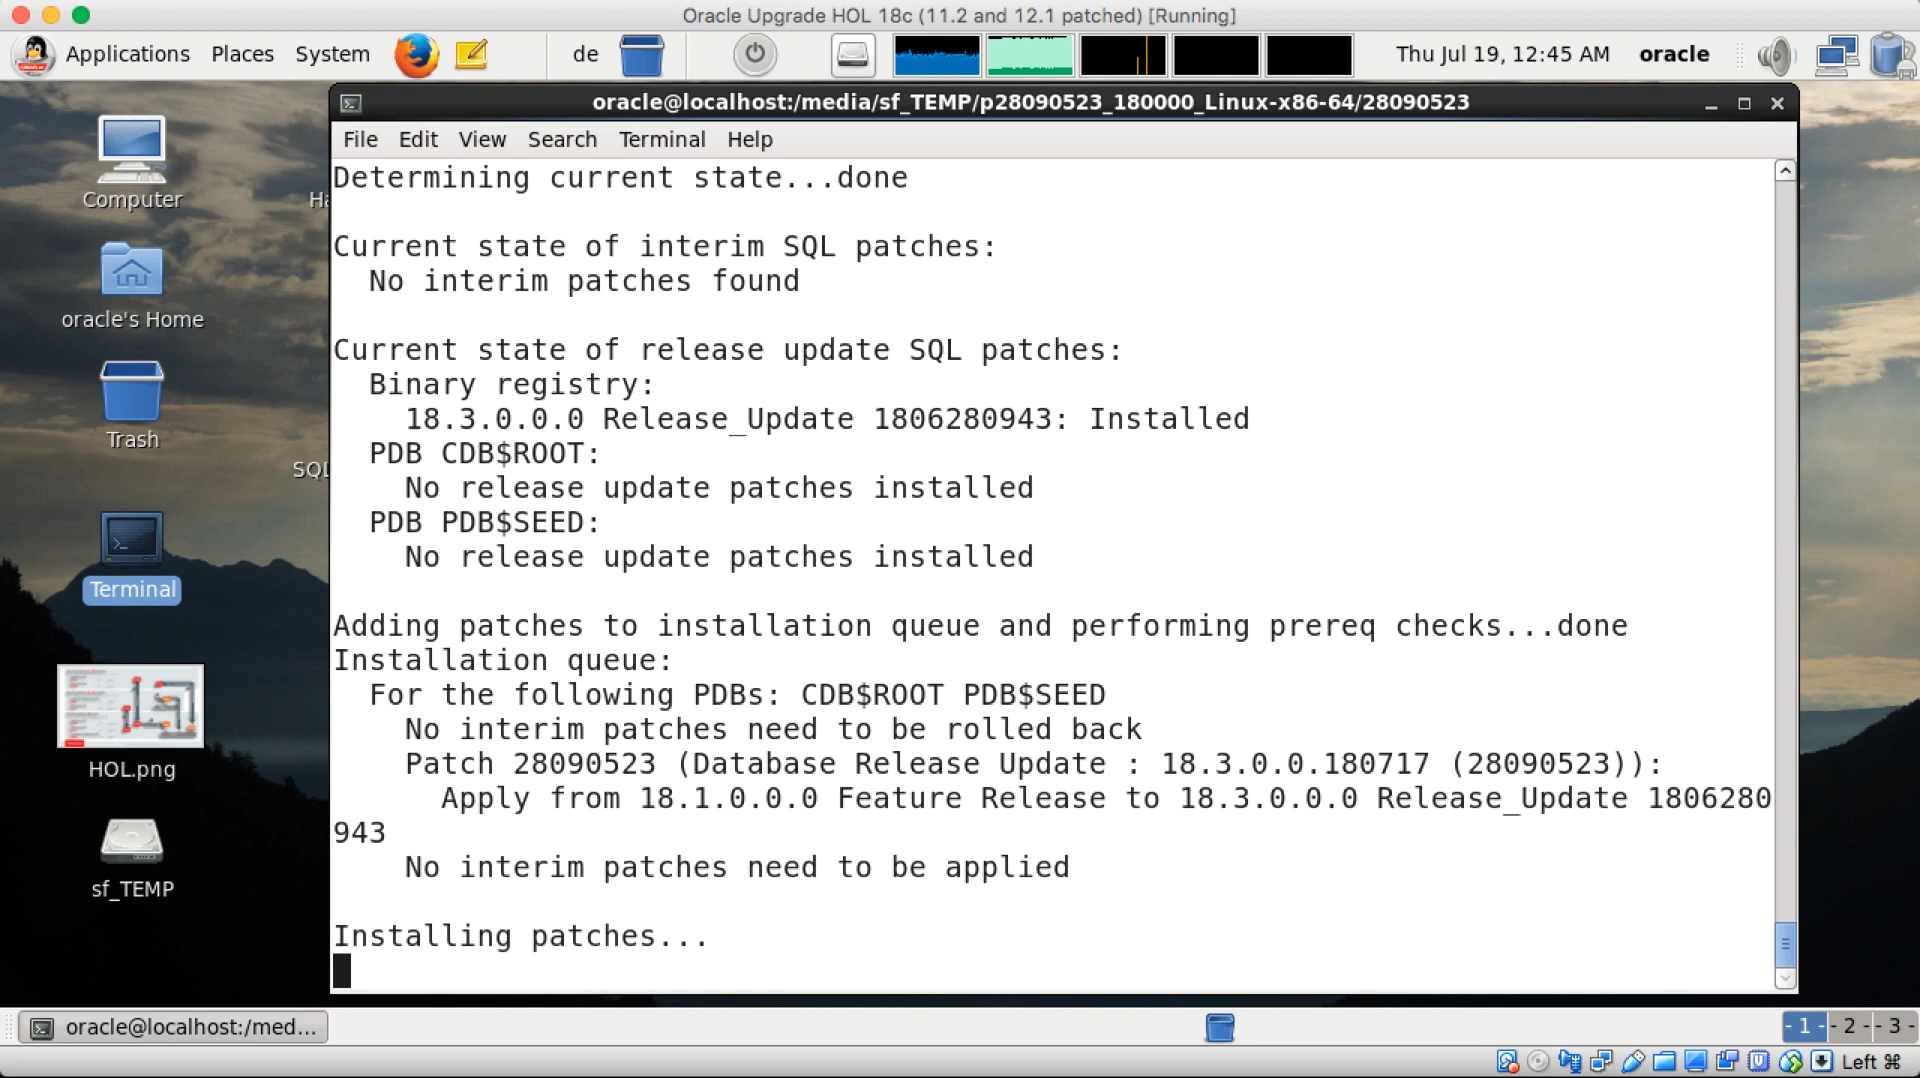 Oracle Upgrade HOL 18c (11.2 and 12.1 patched) [Running]
Applications Places System de Thu Jul 19, 12:45 AM oracle
oracle@localhost:/media/sf_TEMP/p28090523_180000_Linux-x86-64/28090523
File Edit View Search Terminal Help
Computer
Ha
oracle's Home
Trash
SQL
Terminal
HOL.png
sf_TEMP
Determining current state...done
Current state of interim SQL patches:
No interim patches found
Current state of release update SQL patches:
Binary registry:
18.3.0.0.0 Release_Update 1806280943: Installed
PDB CDB$ROOT:
No release update patches installed
PDB PDB$SEED:
No release update patches installed
Adding patches to installation queue and performing prereq checks...done
Installation queue:
For the following PDBs: CDB$ROOT PDB$SEED
No interim patches need to be rolled back
Patch 28090523 (Database Release Update : 18.3.0.0.180717 (28090523)):
Apply from 18.1.0.0.0 Feature Release to 18.3.0.0.0 Release_Update 1806280
943
No interim patches need to be applied
Installing patches...
oracle@localhost:/med...
- 1 - - 2 - - 3 -
Left ⌘